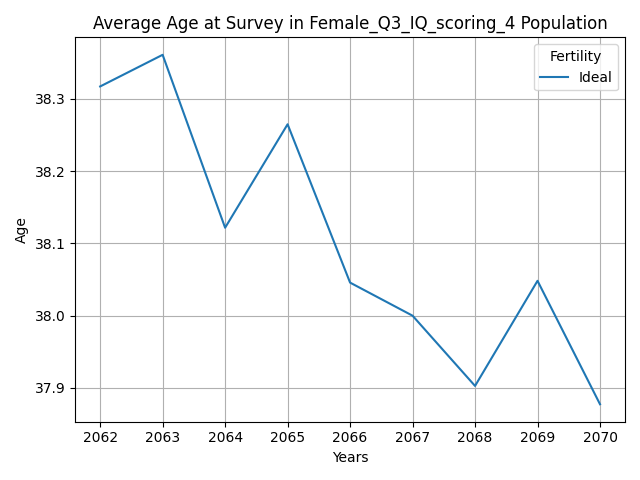 Average Age at Survey in Female_Q3_IQ_scoring_4 Population
Fertility
Ideal
Age
38.3
38.2
38.1
38.0
37.9
2062 2063 2064 2065 2066 2067 2068 2069 2070
Years